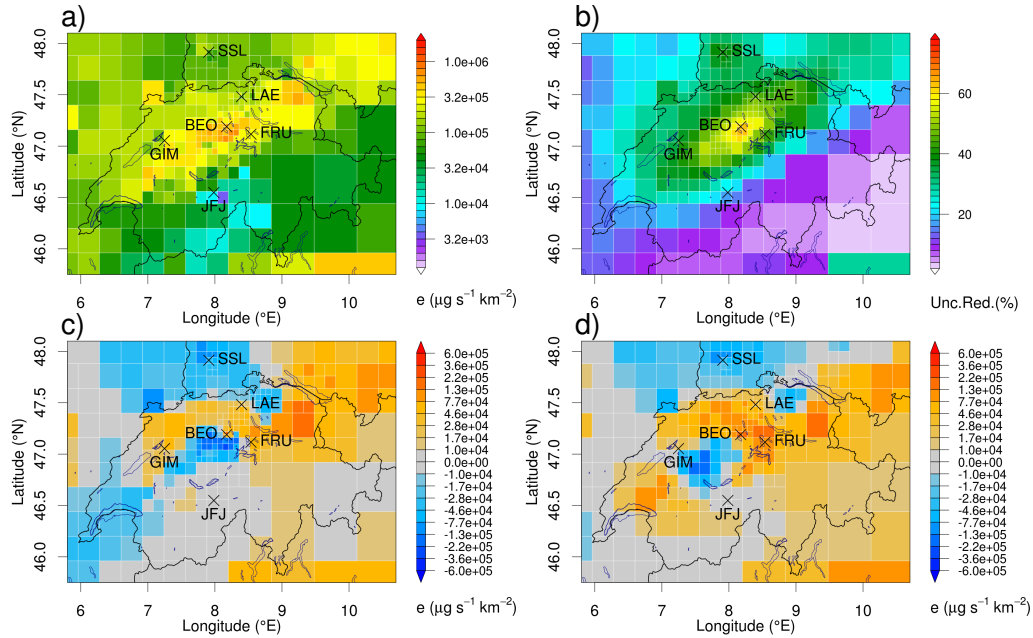 a)
48.0
47.5
47.0
46.5
46.0
Latitude (°N)
6
7
8
9
10
Longitude (°E)
SSL
LAE
BEO
FRU
GIM
JFJ
1.0e+06
3.2e+05
1.0e+05
3.2e+04
1.0e+04
3.2e+03
e (μg s⁻¹ km⁻²)
b)
48.0
47.5
47.0
46.5
46.0
Latitude (°N)
6
7
8
9
10
Longitude (°E)
SSL
LAE
BEO
FRU
GIM
JFJ
60
40
20
Unc.Red.(%)
c)
48.0
47.5
47.0
46.5
46.0
Latitude (°N)
6
7
8
9
10
Longitude (°E)
SSL
LAE
BEO
FRU
GIM
JFJ
6.0e+05
3.6e+05
2.2e+05
1.3e+05
7.7e+04
4.6e+04
2.8e+04
1.7e+04
1.0e+04
0.0e+00
-1.0e+04
-1.7e+04
-2.8e+04
-4.6e+04
-7.7e+04
-1.3e+05
-2.2e+05
-3.6e+05
-6.0e+05
e (μg s⁻¹ km⁻²)
d)
48.0
47.5
47.0
46.5
46.0
Latitude (°N)
6
7
8
9
10
Longitude (°E)
SSL
LAE
BEO
FRU
GIM
JFJ
6.0e+05
3.6e+05
2.2e+05
1.3e+05
7.7e+04
4.6e+04
2.8e+04
1.7e+04
1.0e+04
0.0e+00
-1.0e+04
-1.7e+04
-2.8e+04
-4.6e+04
-7.7e+04
-1.3e+05
-2.2e+05
-3.6e+05
-6.0e+05
e (μg s⁻¹ km⁻²)